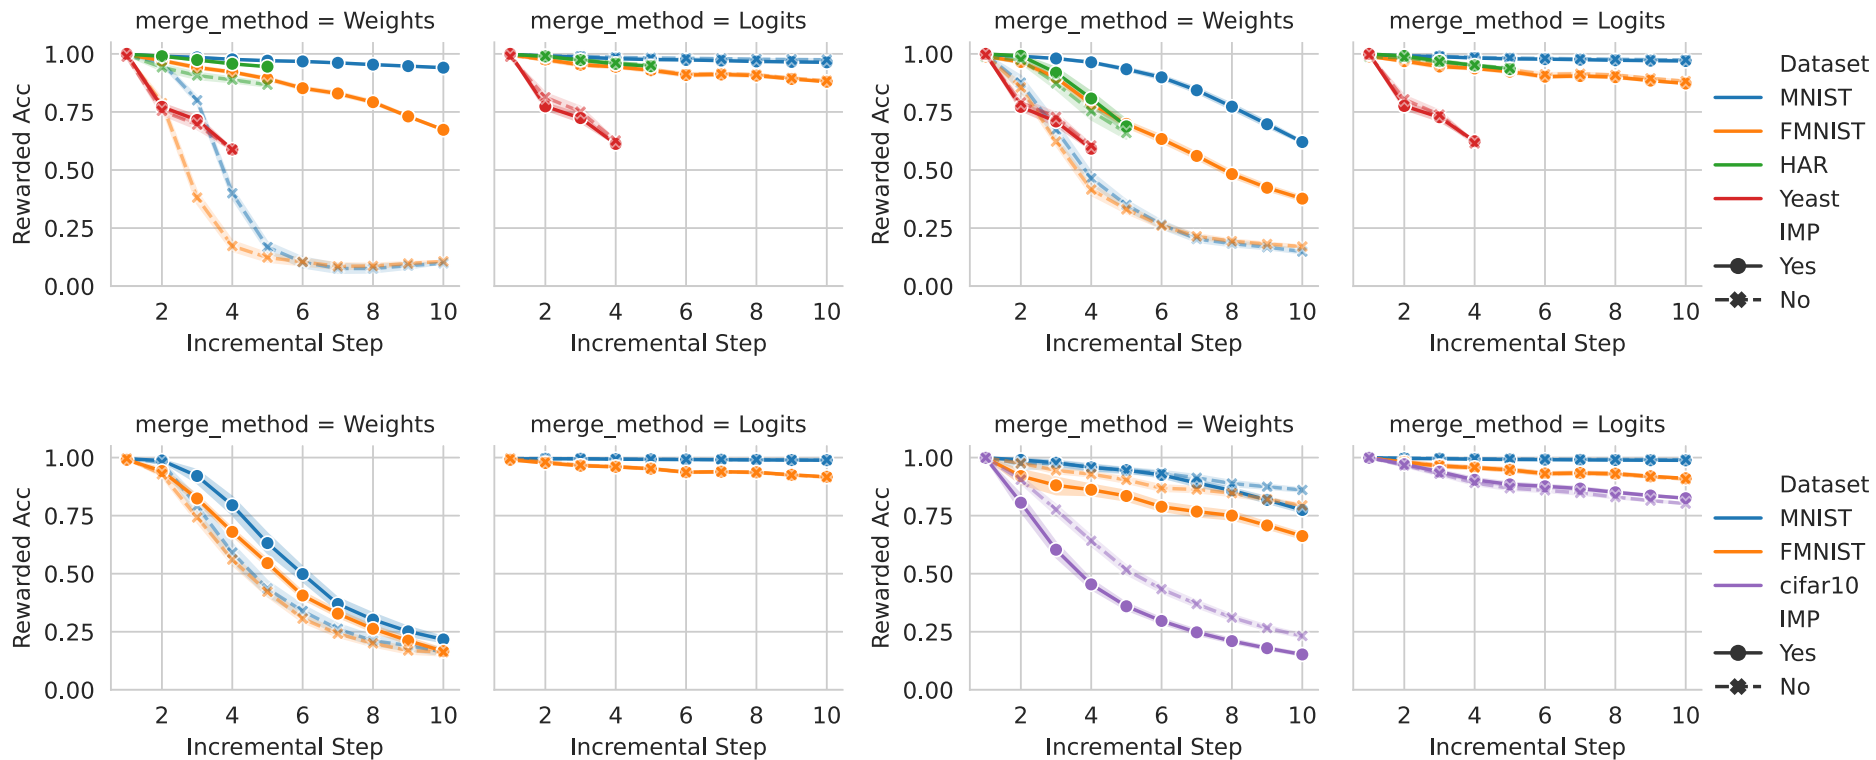 merge_method = Weights
merge_method = Logits
merge_method = Weights
merge_method = Logits
Rewarded Acc
1.00
0.75
0.50
0.25
0.00
2 4 6 8 10
Incremental Step
2 4 6 8 10
Incremental Step
Rewarded Acc
1.00
0.75
0.50
0.25
0.00
2 4 6 8 10
Incremental Step
2 4 6 8 10
Incremental Step
Dataset
MNIST
FMNIST
HAR
Yeast
IMP
Yes
No
merge_method = Weights
merge_method = Logits
merge_method = Weights
merge_method = Logits
Rewarded Acc
1.00
0.75
0.50
0.25
0.00
2 4 6 8 10
Incremental Step
2 4 6 8 10
Incremental Step
Rewarded Acc
1.00
0.75
0.50
0.25
0.00
2 4 6 8 10
Incremental Step
2 4 6 8 10
Incremental Step
Dataset
MNIST
FMNIST
cifar10
IMP
Yes
No